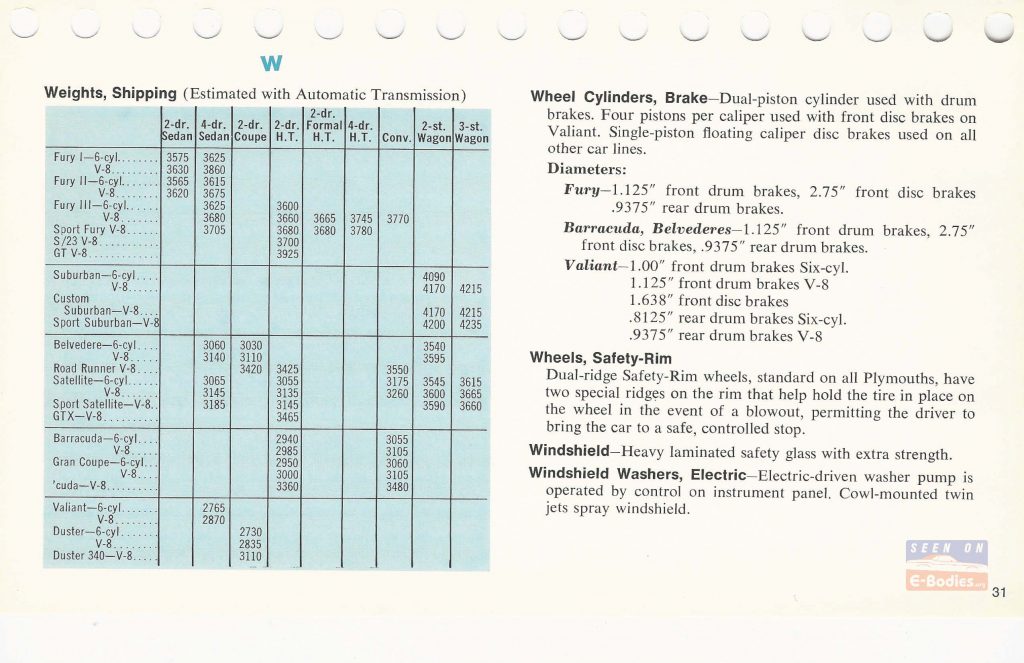 W
Weights, Shipping (Estimated with Automatic Transmission)
2-dr. Sedan 4-dr. Sedan 2-dr. Coupe 2-dr. H.T. 2-dr. Formal H.T. 4-dr. H.T. Conv. 2-st. Wagon 3-st. Wagon
Fury I—6-cyl........ 3575 3625
V-8......... 3630 3860
Fury II—6-cyl....... 3565 3615
V-8........ 3620 3675
Fury III—6-cyl...... 3625 3600
V-8....... 3680 3660 3665 3745 3770
Sport Fury V-8...... 3705 3680 3680 3780
S/23 V-8........... 3700
GT V-8............ 3925
Suburban—6-cyl.... 4090
V-8...... 4170 4215
Custom
Suburban—V-8.... 4170 4215
Sport Suburban—V-8 4200 4235
Belvedere—6-cyl.... 3060 3030 3540
V-8..... 3140 3110 3595
Road Runner V-8.... 3420 3425 3550
Satellite—6-cyl...... 3065 3055 3175 3545 3615
V-8....... 3145 3135 3260 3600 3665
Sport Satellite—V-8.. 3185 3145 3590 3660
GTX—V-8.......... 3465
Barracuda—6-cyl.... 2940 3055
V-8..... 2985 3105
Gran Coupe—6-cyl... 2950 3060
V-8.... 3000 3105
'cuda—V-8......... 3360 3480
Valiant—6-cyl....... 2765
V-8........ 2870
Duster—6-cyl....... 2730
V-8........ 2835
Duster 340—V-8..... 3110
Wheel Cylinders, Brake—Dual-piston cylinder used with drum
brakes. Four pistons per caliper used with front disc brakes on
Valiant. Single-piston floating caliper disc brakes used on all
other car lines.
Diameters:
Fury—1.125″ front drum brakes, 2.75″ front disc brakes
.9375″ rear drum brakes.
Barracuda, Belvederes—1.125″ front drum brakes, 2.75″
front disc brakes, .9375″ rear drum brakes.
Valiant—1.00″ front drum brakes Six-cyl.
1.125″ front drum brakes V-8
1.638″ front disc brakes
.8125″ rear drum brakes Six-cyl.
.9375″ rear drum brakes V-8
Wheels, Safety-Rim
Dual-ridge Safety-Rim wheels, standard on all Plymouths, have
two special ridges on the rim that help hold the tire in place on
the wheel in the event of a blowout, permitting the driver to
bring the car to a safe, controlled stop.
Windshield—Heavy laminated safety glass with extra strength.
Windshield Washers, Electric—Electric-driven washer pump is
operated by control on instrument panel. Cowl-mounted twin
jets spray windshield.
SEEN ON
E-Bodies.org
31